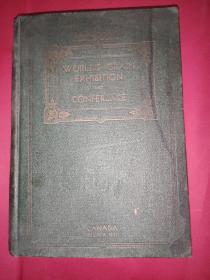 WORLD'S GRAIN
EXHIBITION
AND
CONFERENCE
CANADA